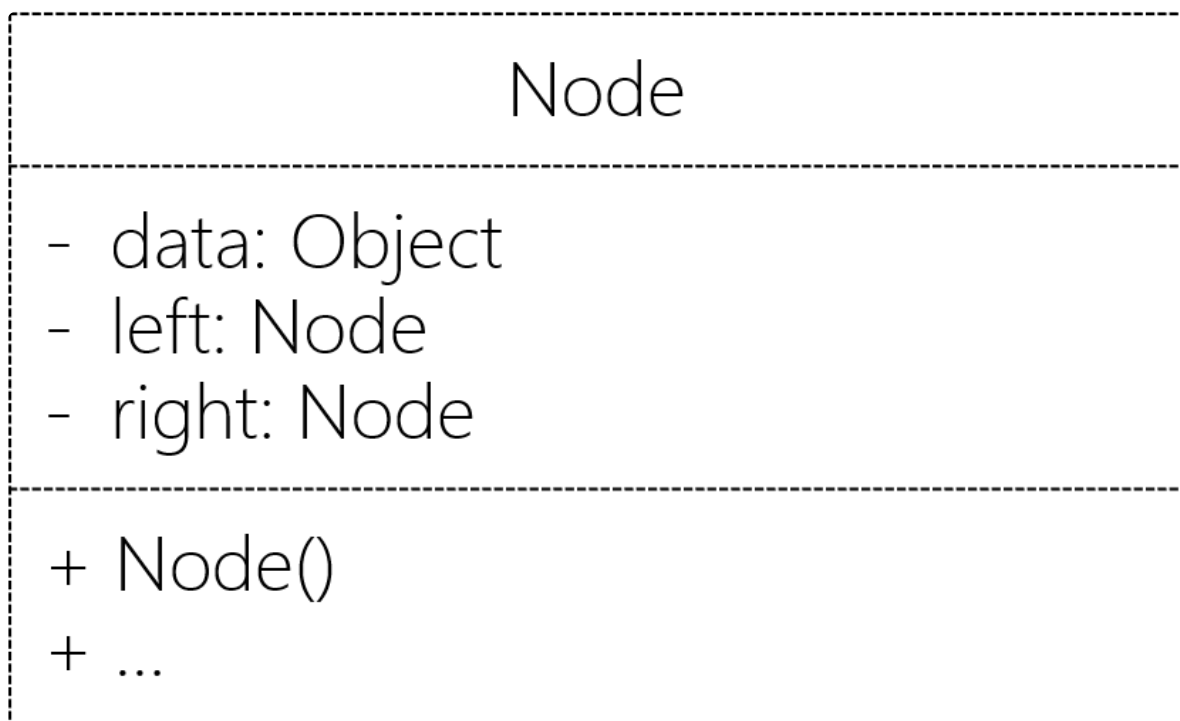 Node
- data: Object
- left: Node
- right: Node
+ Node()
+ ...